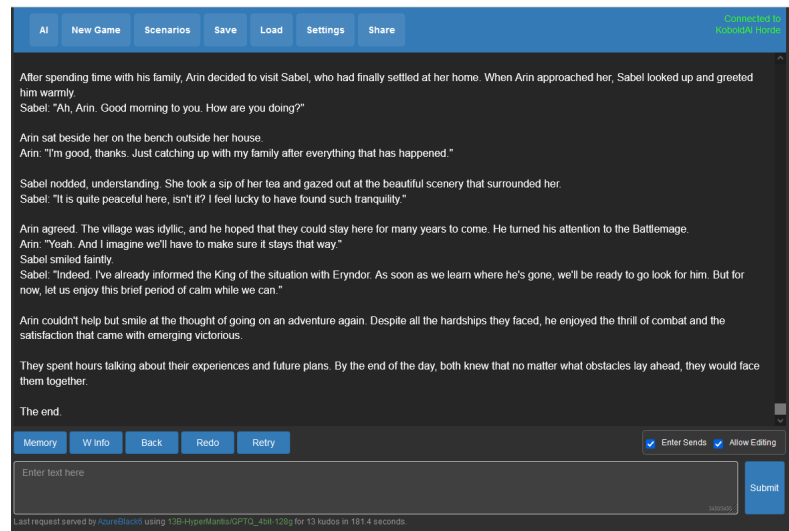 AI New Game Scenarios Save Load Settings Share
Connected to
KoboldAI Horde
After spending time with his family, Arin decided to visit Sabel, who had finally settled at her home. When Arin approached her, Sabel looked up and greeted
him warmly.
Sabel: "Ah, Arin. Good morning to you. How are you doing?"
Arin sat beside her on the bench outside her house.
Arin: "I'm good, thanks. Just catching up with my family after everything that has happened."
Sabel nodded, understanding. She took a sip of her tea and gazed out at the beautiful scenery that surrounded her.
Sabel: "It is quite peaceful here, isn't it? I feel lucky to have found such tranquility."
Arin agreed. The village was idyllic, and he hoped that they could stay here for many years to come. He turned his attention to the Battlemage.
Arin: "Yeah. And I imagine we'll have to make sure it stays that way."
Sabel smiled faintly.
Sabel: "Indeed. I've already informed the King of the situation with Eryndor. As soon as we learn where he's gone, we'll be ready to go look for him. But for
now, let us enjoy this brief period of calm while we can."
Arin couldn't help but smile at the thought of going on an adventure again. Despite all the hardships they faced, he enjoyed the thrill of combat and the
satisfaction that came with emerging victorious.
They spent hours talking about their experiences and future plans. By the end of the day, both knew that no matter what obstacles lay ahead, they would face
them together.
The end.
Memory W Info Back Redo Retry Enter Sends Allow Editing
Enter text here
Submit
Last request served by AzureBlack6 using 13B-HyperMantis/GPTQ_4bit-128g for 13 kudos in 181.4 seconds.